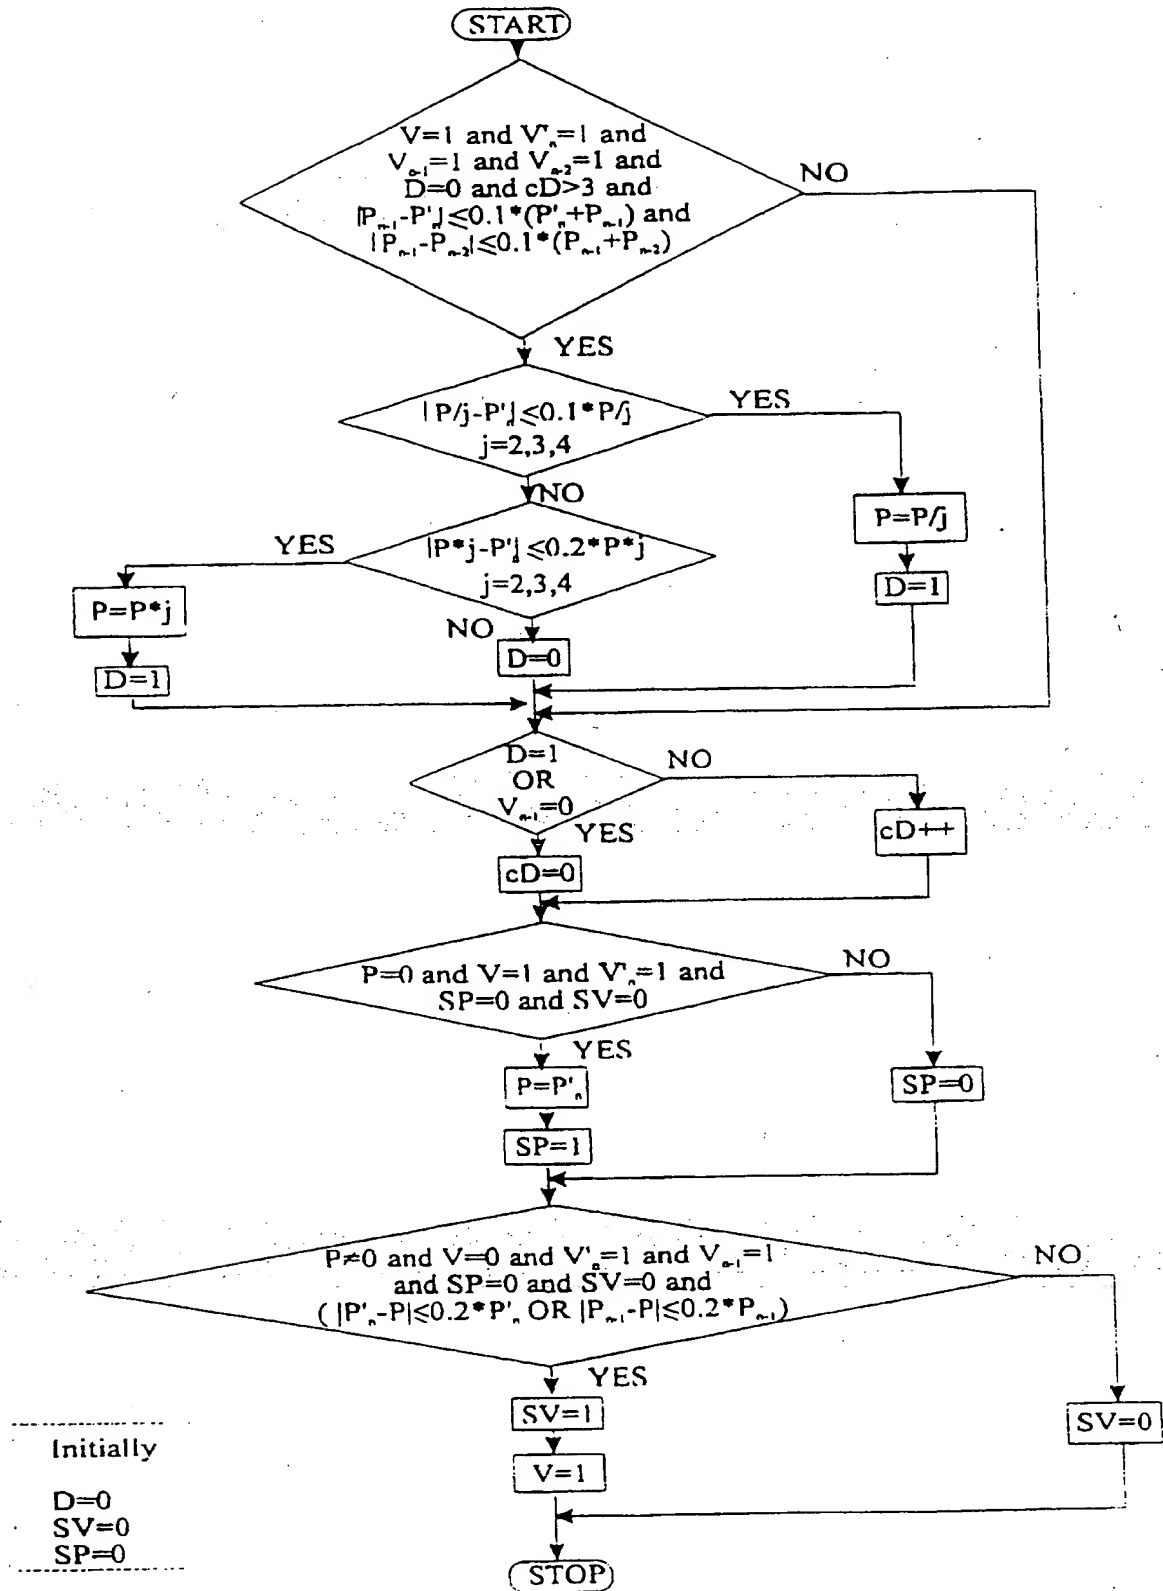 START
V=1 and V'ₙ=1 and
Vₙ₋₁=1 and Vₙ₋₂=1 and
D=0 and cD>3 and
|Pₙ₋₁-P'ₙ|≤0.1*(P'ₙ+Pₙ₋₁) and
|Pₙ₋₁-Pₙ₋₂|≤0.1*(Pₙ₋₁+Pₙ₋₂)
NO
YES
|P/j-P'ₙ|≤0.1*P/j
j=2,3,4
YES
NO
P=P/j
D=1
|P*j-P'ₙ|≤0.2*P*j
j=2,3,4
YES
P=P*j
D=1
NO
D=0
D=1
OR
Vₙ₋₁=0
NO
cD++
YES
cD=0
P=0 and V=1 and V'ₙ=1 and
SP=0 and SV=0
NO
SP=0
YES
P=P'ₙ
SP=1
P≠0 and V=0 and V'ₙ=1 and Vₙ₋₁=1
and SP=0 and SV=0 and
( |P'ₙ-P|≤0.2*P'ₙ OR |Pₙ₋₁-P|≤0.2*Pₙ₋₁)
NO
SV=0
YES
SV=1
V=1
STOP
Initially
D=0
SV=0
SP=0